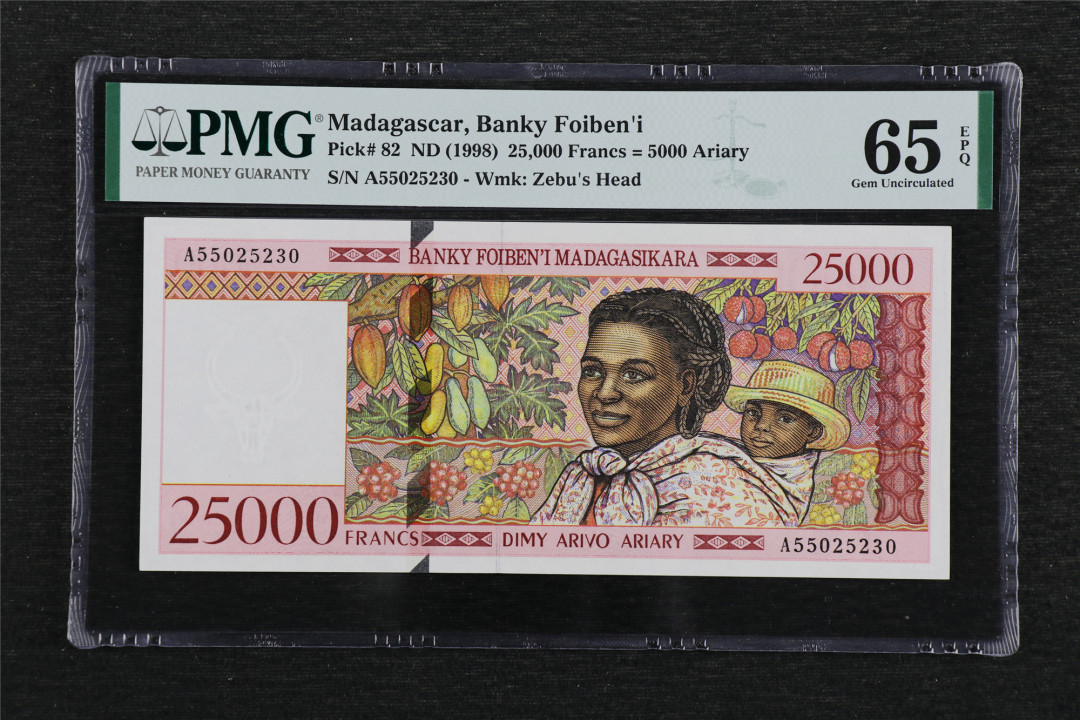 PMG®
PAPER MONEY GUARANTY
Madagascar, Banky Foiben'i
Pick# 82 ND (1998) 25,000 Francs = 5000 Ariary
S/N A55025230 - Wmk: Zebu's Head
65
EPQ
Gem Uncirculated
A55025230
BANKY FOIBEN'I MADAGASIKARA
25000
25000
FRANCS
DIMY ARIVO ARIARY
A55025230